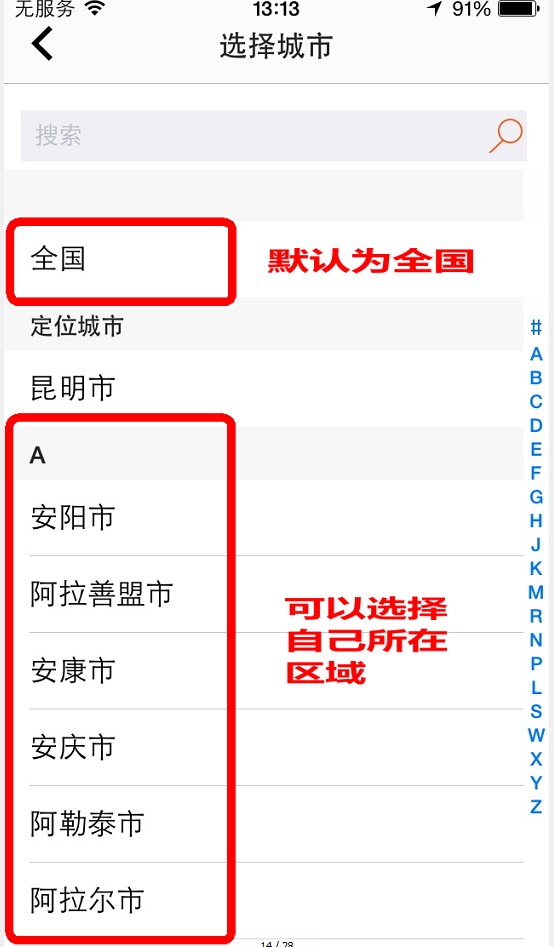 无服务 13:13 91%
选择城市
搜索
全国
默认为全国
定位城市
昆明市
A
安阳市
阿拉善盟市
安康市
安庆市
阿勒泰市
阿拉尔市
可以选择
自己所在
区域
#
A
B
C
D
E
F
G
H
J
K
M
R
N
P
L
S
W
X
Y
Z
14 / 28